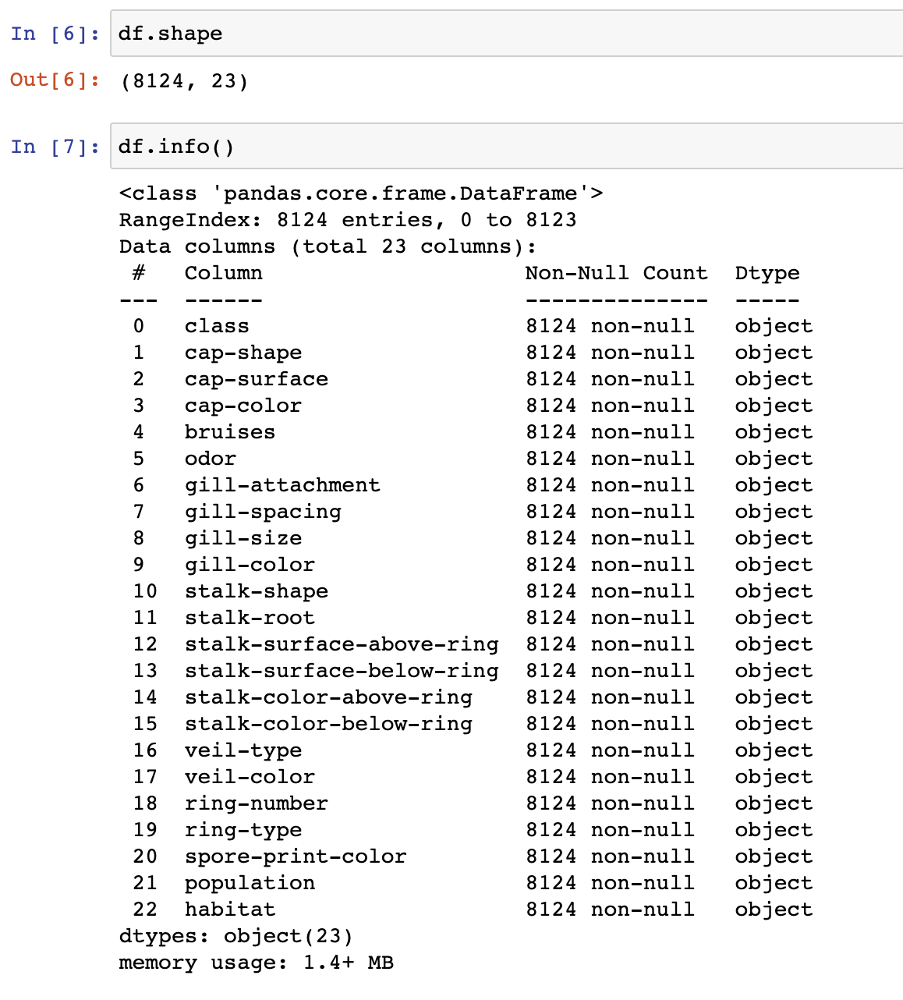 In [6]: df.shape
Out[6]: (8124, 23)
In [7]: df.info()
<class 'pandas.core.frame.DataFrame'>
RangeIndex: 8124 entries, 0 to 8123
Data columns (total 23 columns):
 #   Column                    Non-Null Count  Dtype
---  ------                    --------------  -----
 0   class                     8124 non-null   object
 1   cap-shape                 8124 non-null   object
 2   cap-surface               8124 non-null   object
 3   cap-color                 8124 non-null   object
 4   bruises                   8124 non-null   object
 5   odor                      8124 non-null   object
 6   gill-attachment           8124 non-null   object
 7   gill-spacing              8124 non-null   object
 8   gill-size                 8124 non-null   object
 9   gill-color                8124 non-null   object
 10  stalk-shape               8124 non-null   object
 11  stalk-root                8124 non-null   object
 12  stalk-surface-above-ring  8124 non-null   object
 13  stalk-surface-below-ring  8124 non-null   object
 14  stalk-color-above-ring    8124 non-null   object
 15  stalk-color-below-ring    8124 non-null   object
 16  veil-type                 8124 non-null   object
 17  veil-color                8124 non-null   object
 18  ring-number               8124 non-null   object
 19  ring-type                 8124 non-null   object
 20  spore-print-color         8124 non-null   object
 21  population                8124 non-null   object
 22  habitat                   8124 non-null   object
dtypes: object(23)
memory usage: 1.4+ MB